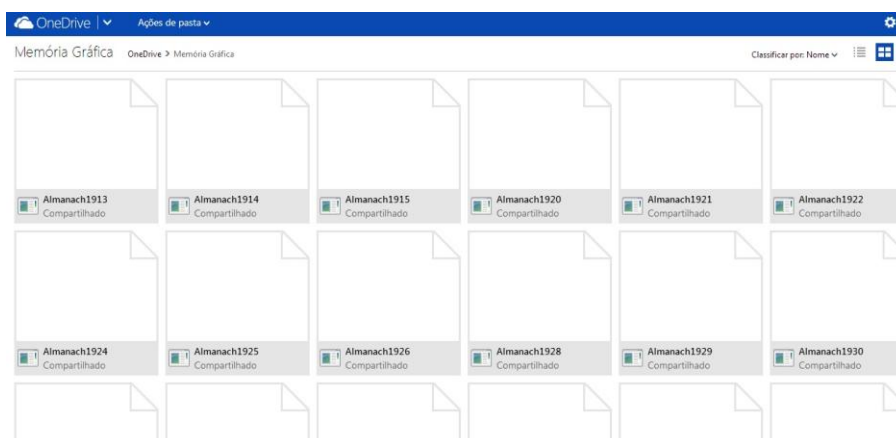 OneDrive Ações de pasta
Memória Gráfica OneDrive > Memória Gráfica Classificar por: Nome
Almanach1913 Almanach1914 Almanach1915 Almanach1920 Almanach1921 Almanach1922
Compartilhado Compartilhado Compartilhado Compartilhado Compartilhado Compartilhado
Almanach1924 Almanach1925 Almanach1926 Almanach1928 Almanach1929 Almanach1930
Compartilhado Compartilhado Compartilhado Compartilhado Compartilhado Compartilhado